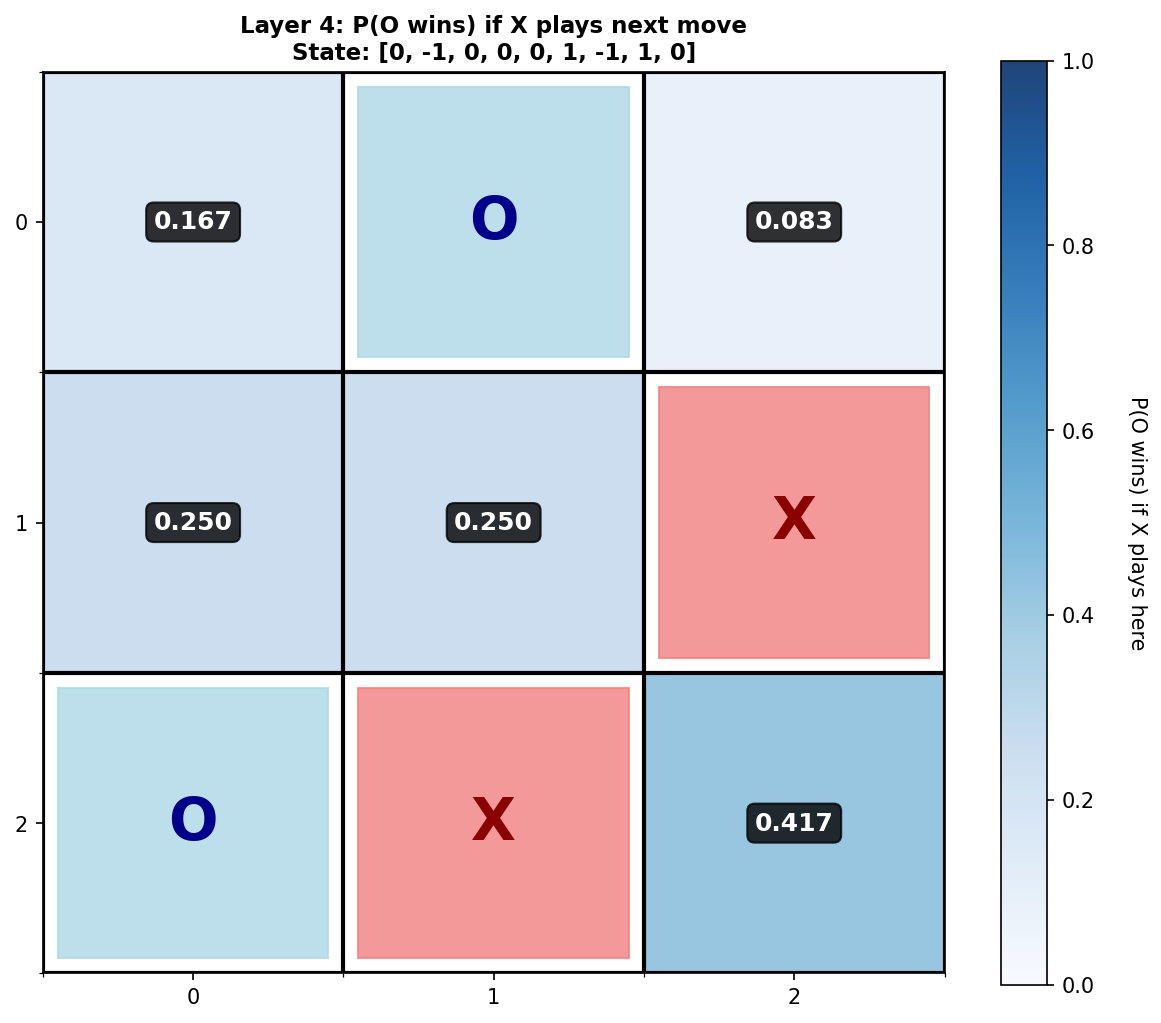 Layer 4: P(O wins) if X plays next move
State: [0, -1, 0, 0, 0, 1, -1, 1, 0]
0
0.167
O
0.083
1
0.250
0.250
X
2
O
X
0.417
0
1
2
1.0
0.8
0.6
0.4
0.2
0.0
P(O wins) if X plays here